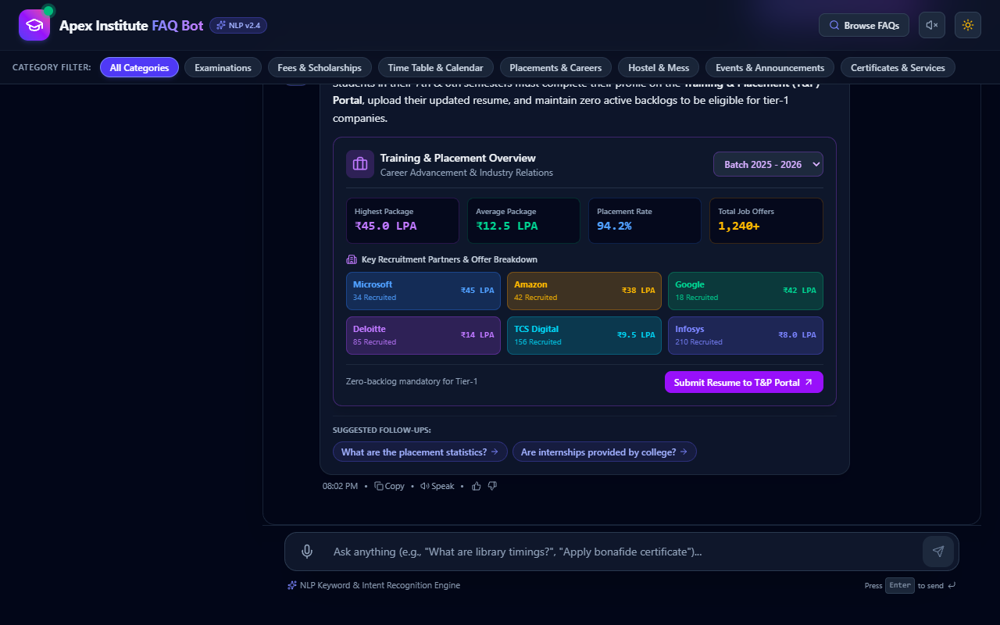 Apex Institute FAQ Bot
NLP v2.4
Browse FAQs
CATEGORY FILTER:
All Categories
Examinations
Fees & Scholarships
Time Table & Calendar
Placements & Careers
Hostel & Mess
Events & Announcements
Certificates & Services
Students in their 7th & 8th semesters must complete their profile on the Training & Placement (T&P)
Portal, upload their updated resume, and maintain zero active backlogs to be eligible for tier-1
companies.
Training & Placement Overview
Career Advancement & Industry Relations
Batch 2025 - 2026
Highest Package
₹45.0 LPA
Average Package
₹12.5 LPA
Placement Rate
94.2%
Total Job Offers
1,240+
Key Recruitment Partners & Offer Breakdown
Microsoft
34 Recruited
₹45 LPA
Amazon
42 Recruited
₹38 LPA
Google
18 Recruited
₹42 LPA
Deloitte
85 Recruited
₹14 LPA
TCS Digital
156 Recruited
₹9.5 LPA
Infosys
210 Recruited
₹8.0 LPA
Zero-backlog mandatory for Tier-1
Submit Resume to T&P Portal
SUGGESTED FOLLOW-UPS:
What are the placement statistics?
Are internships provided by college?
08:02 PM • Copy • Speak •
Ask anything (e.g., "What are library timings?", "Apply bonafide certificate")...
NLP Keyword & Intent Recognition Engine
Press Enter to send